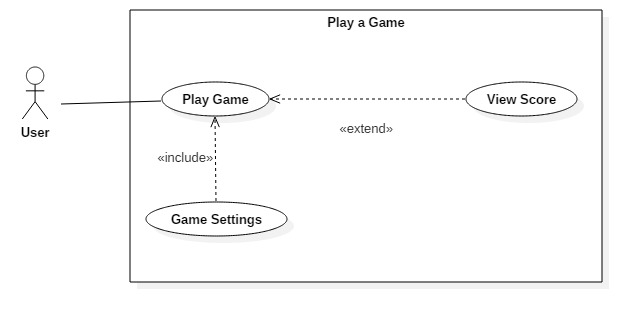 Play a Game
Play Game
View Score
User
«extend»
«include»
Game Settings